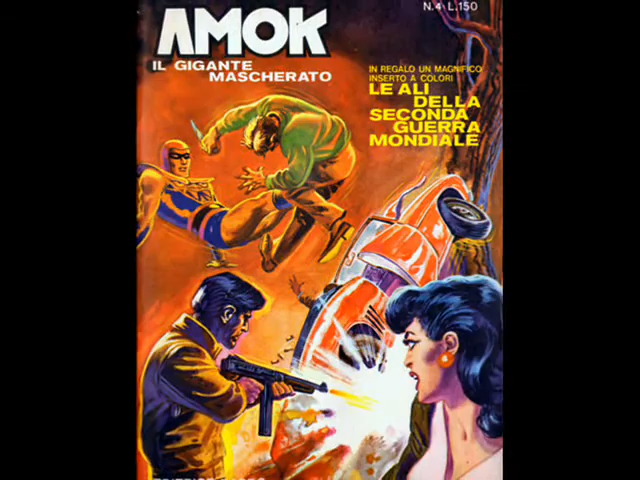 N.4 L.150
AMOK
IL GIGANTE
MASCHERATO
IN REGALO UN MAGNIFICO
INSERTO A COLORI
LE ALI
DELLA
SECONDA
GUERRA
MONDIALE